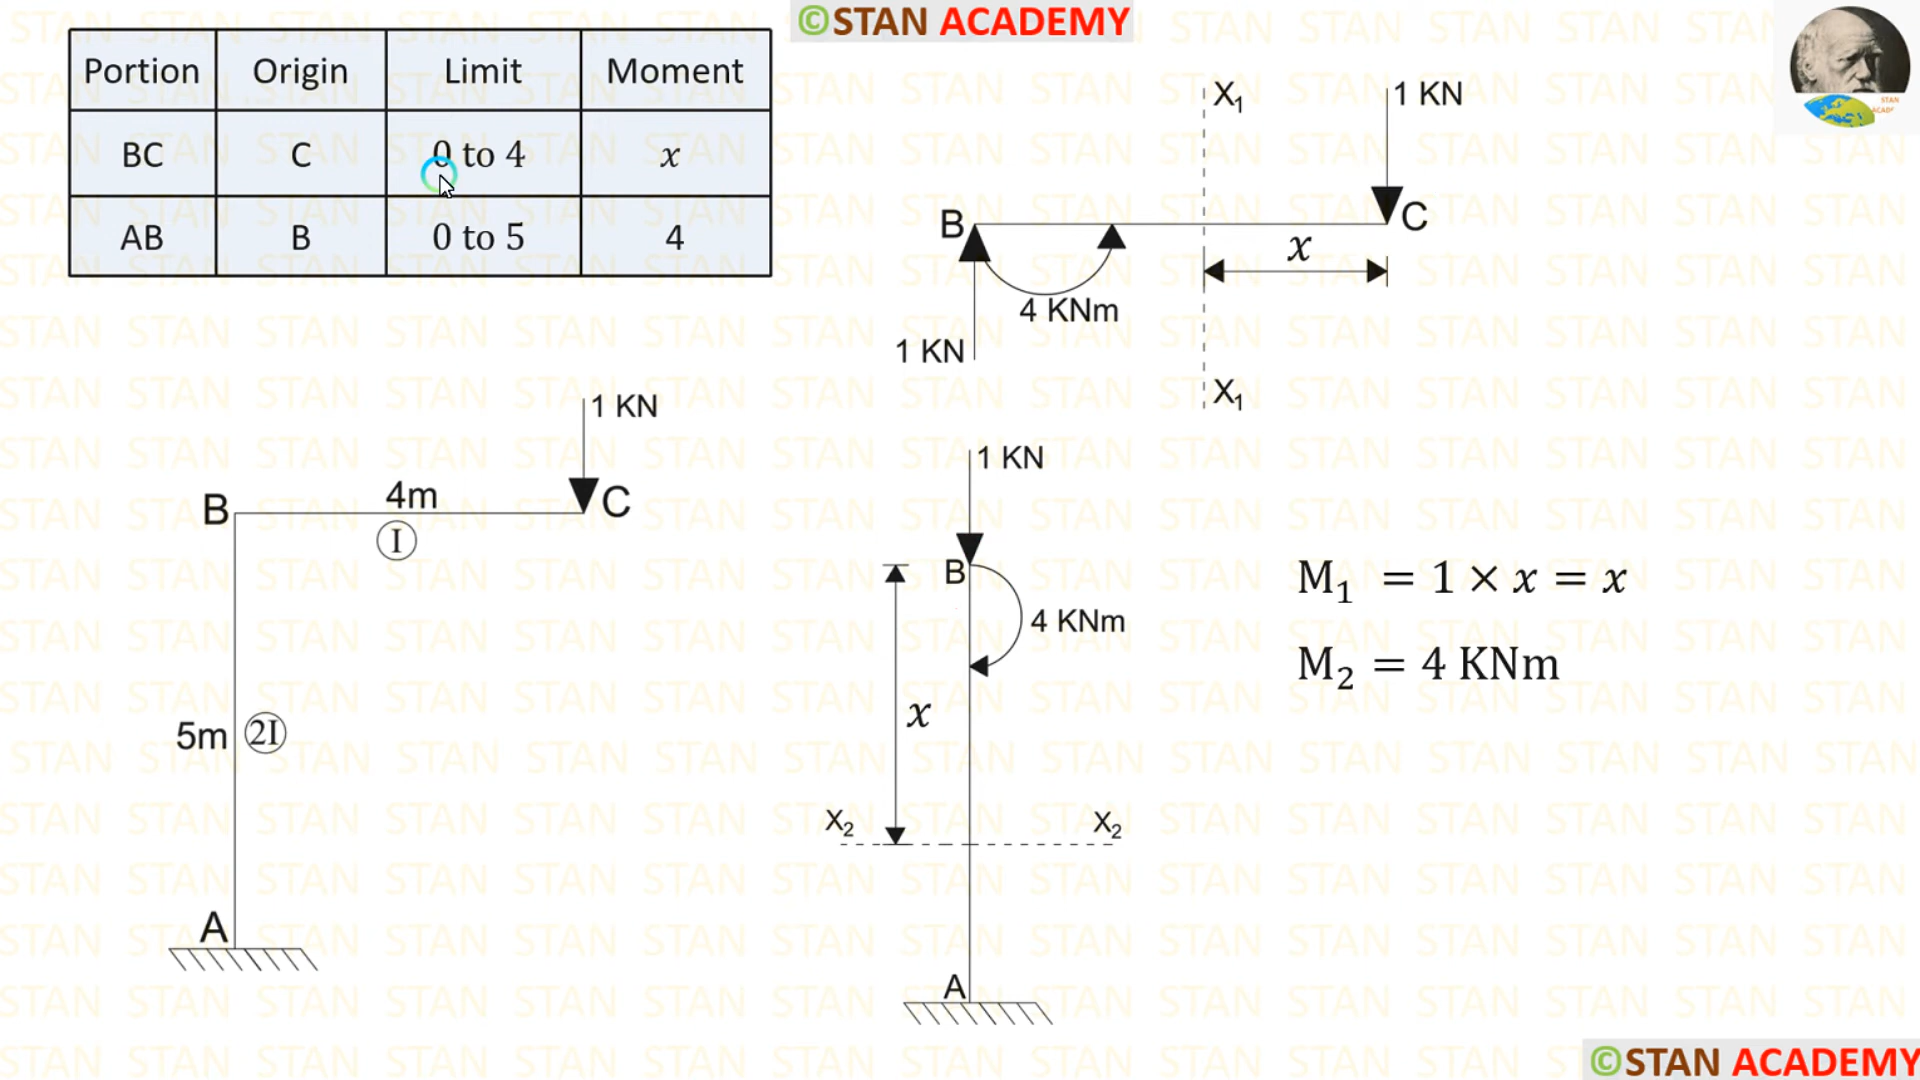 ©STAN ACADEMY
Portion Origin Limit Moment
BC C 0 to 4 x
AB B 0 to 5 4
X₁
1 KN
B
C
x
4 KNm
1 KN
X₁
1 KN
B
4m
C
I
5m
2I
A
1 KN
B
4 KNm
x
X₂
X₂
A
M₁ = 1 × x = x
M₂ = 4 KNm
STAN ACADEMY
©STAN ACADEMY